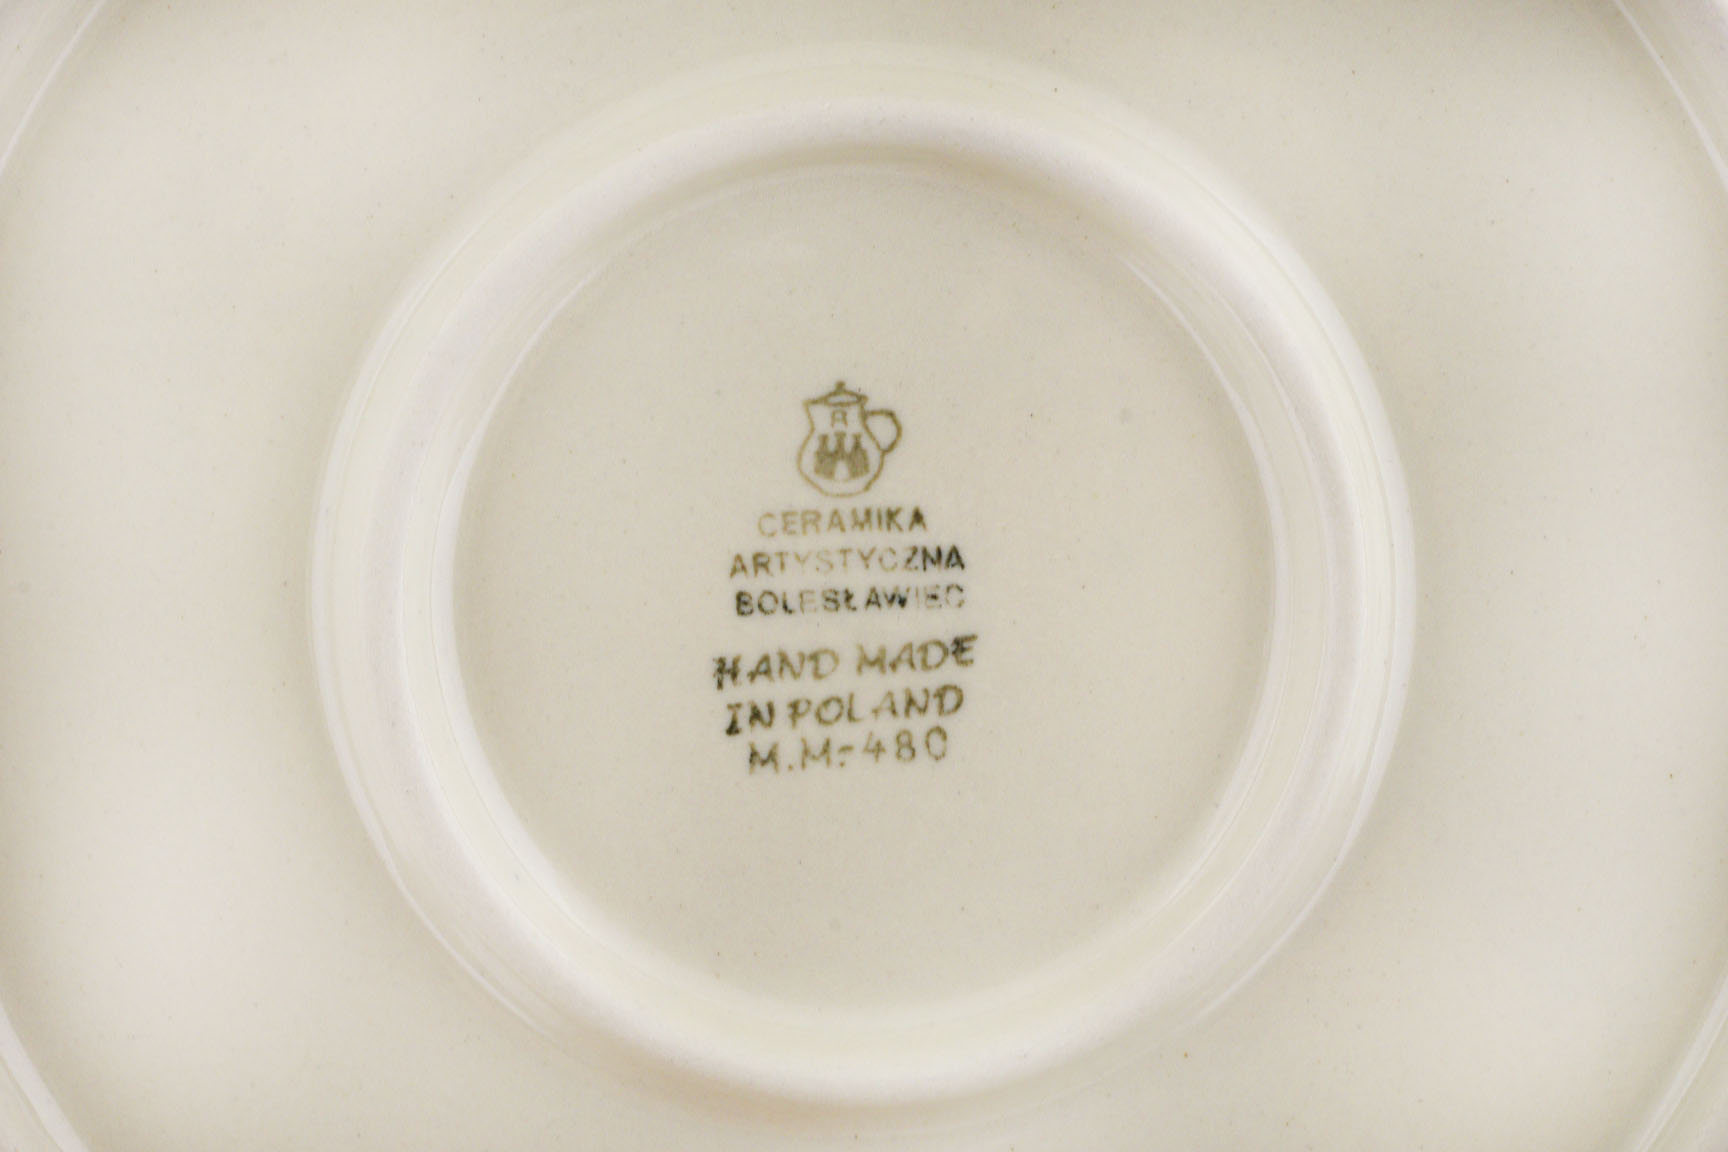 CERAMIKA
ARTYSTYCZNA
BOLESŁAWIEC
HAND MADE
IN POLAND
M.M.-480